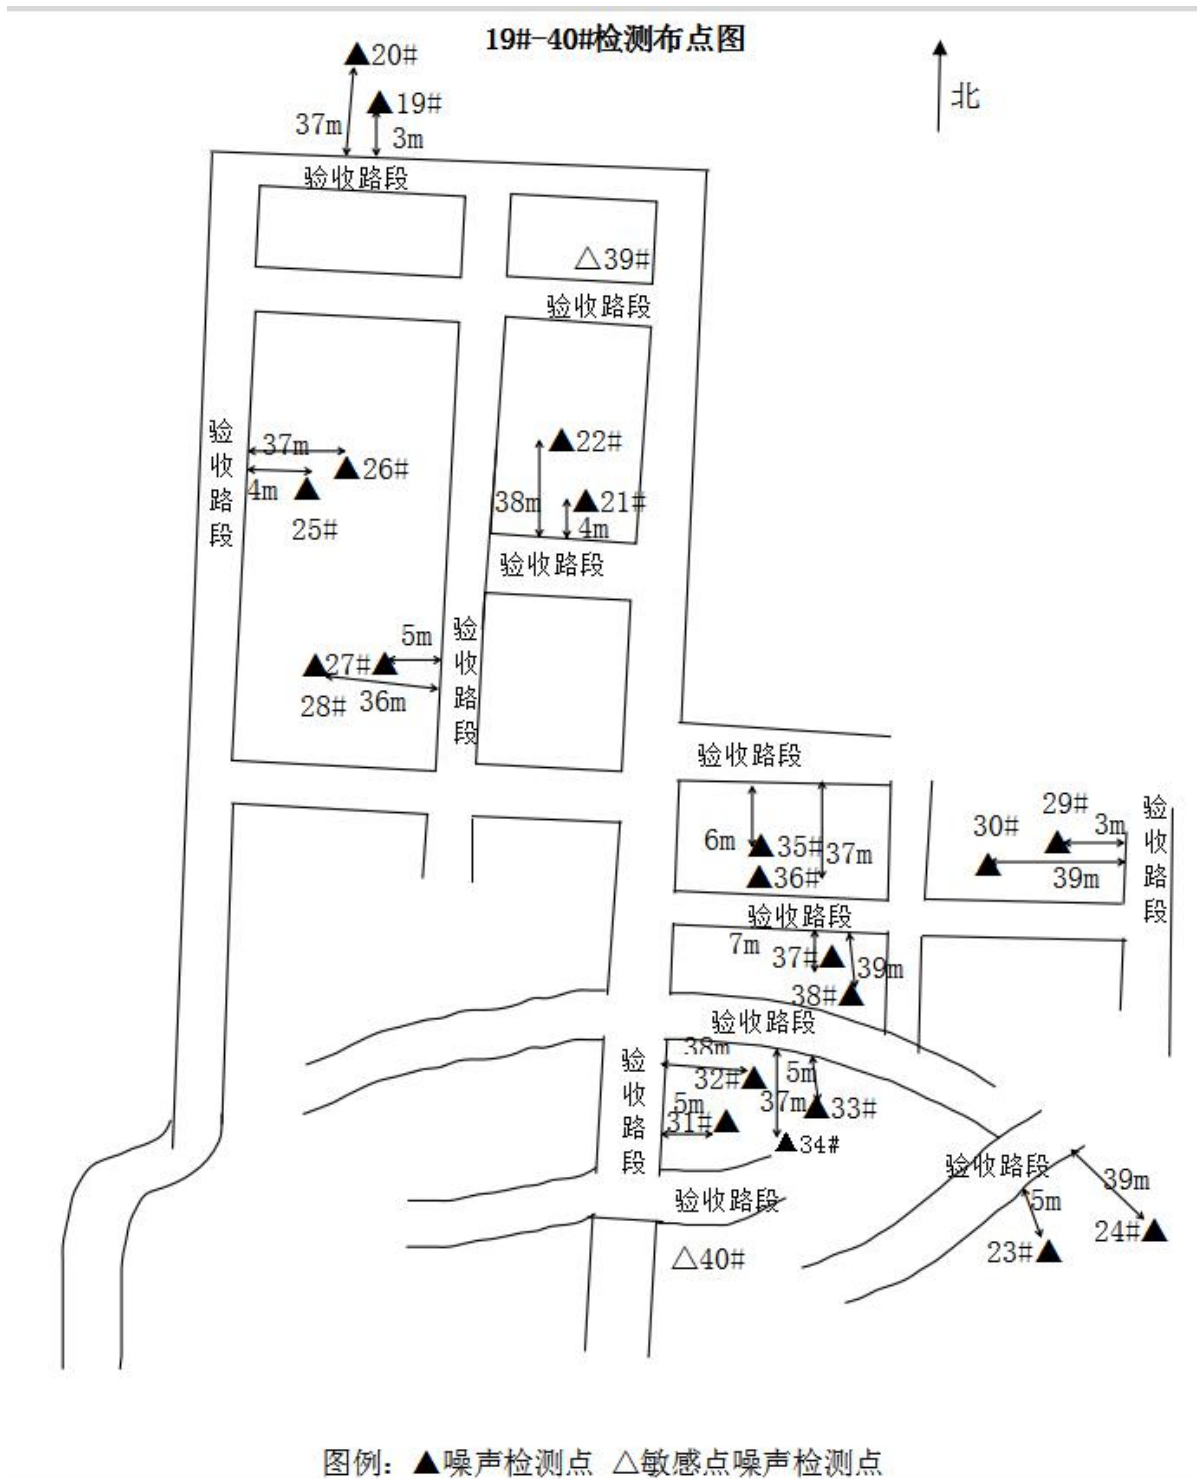 19#-40#检测布点图
▲20#
北
▲19#
37m
3m
验收路段
△39#
验收路段
验收路段
37m
▲26#
4m
▲
25#
▲22#
38m
▲21#
4m
验收路段
5m
▲27#▲
28#
36m
验收路段
验收路段
6m
▲35#
37m
▲36#
29#
30#
3m
▲
▲
39m
验收路段
验收路段
7m
37#▲
39m
38#▲
验收路段
38m
32#▲
5m
验收路段
5m
37m
▲33#
31#▲
▲34#
验收路段
39m
验收路段
5m
24#▲
23#▲
△40#
图例：▲噪声检测点 △敏感点噪声检测点